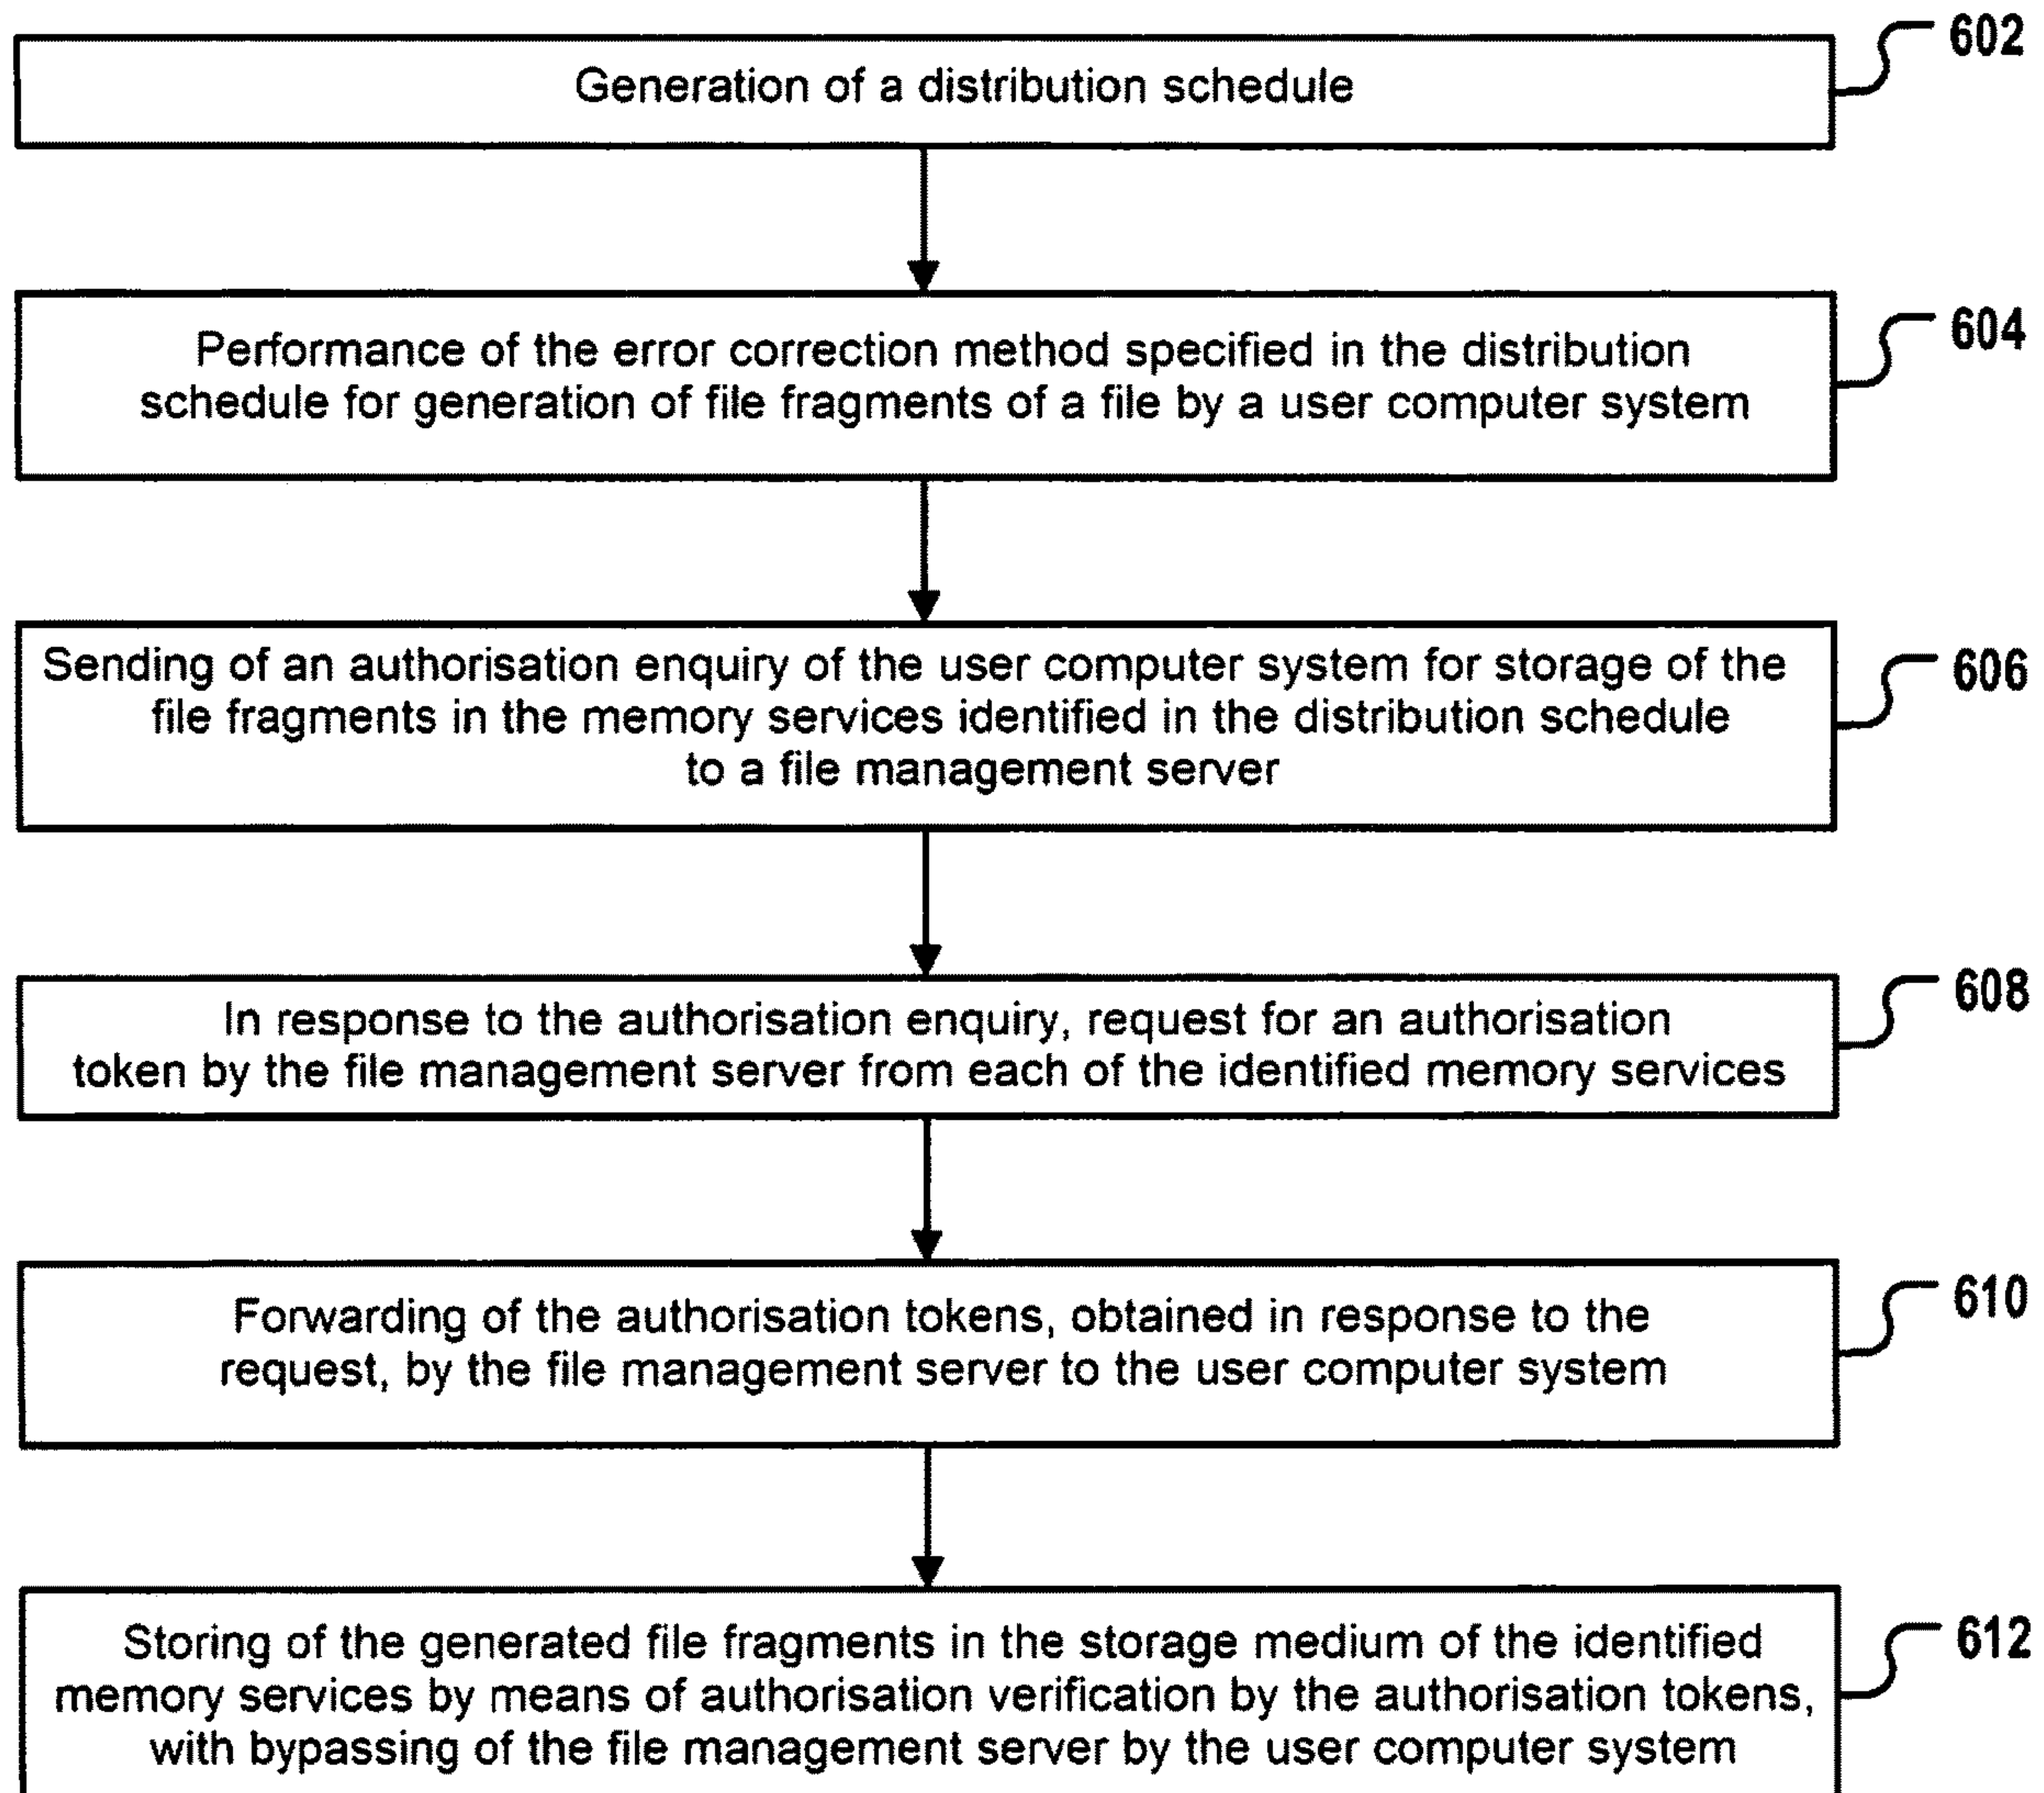 602
Generation of a distribution schedule
604
Performance of the error correction method specified in the distribution
schedule for generation of file fragments of a file by a user computer system
606
Sending of an authorisation enquiry of the user computer system for storage of the
file fragments in the memory services identified in the distribution schedule
to a file management server
608
In response to the authorisation enquiry, request for an authorisation
token by the file management server from each of the identified memory services
610
Forwarding of the authorisation tokens, obtained in response to the
request, by the file management server to the user computer system
612
Storing of the generated file fragments in the storage medium of the identified
memory services by means of authorisation verification by the authorisation tokens,
with bypassing of the file management server by the user computer system